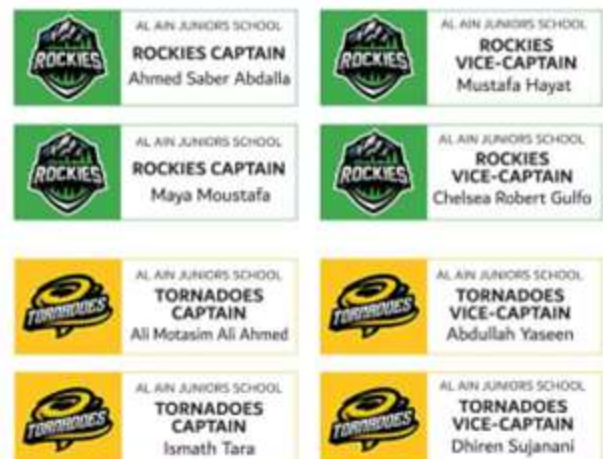 ROCKIES
AL AIN JUNIORS SCHOOL
ROCKIES CAPTAIN
Ahmed Saber Abdalla
ROCKIES
AL AIN JUNIORS SCHOOL
ROCKIES
VICE-CAPTAIN
Mustafa Hayat
ROCKIES
AL AIN JUNIORS SCHOOL
ROCKIES CAPTAIN
Maya Moustafa
ROCKIES
AL AIN JUNIORS SCHOOL
ROCKIES
VICE-CAPTAIN
Chelsea Robert Gulfo
TORNADOES
AL AIN JUNIORS SCHOOL
TORNADOES
CAPTAIN
Ali Motasim Ali Ahmed
TORNADOES
AL AIN JUNIORS SCHOOL
TORNADOES
VICE-CAPTAIN
Abdullah Yaseen
TORNADOES
AL AIN JUNIORS SCHOOL
TORNADOES
CAPTAIN
Ismath Tara
TORNADOES
AL AIN JUNIORS SCHOOL
TORNADOES
VICE-CAPTAIN
Dhiren Sujanani